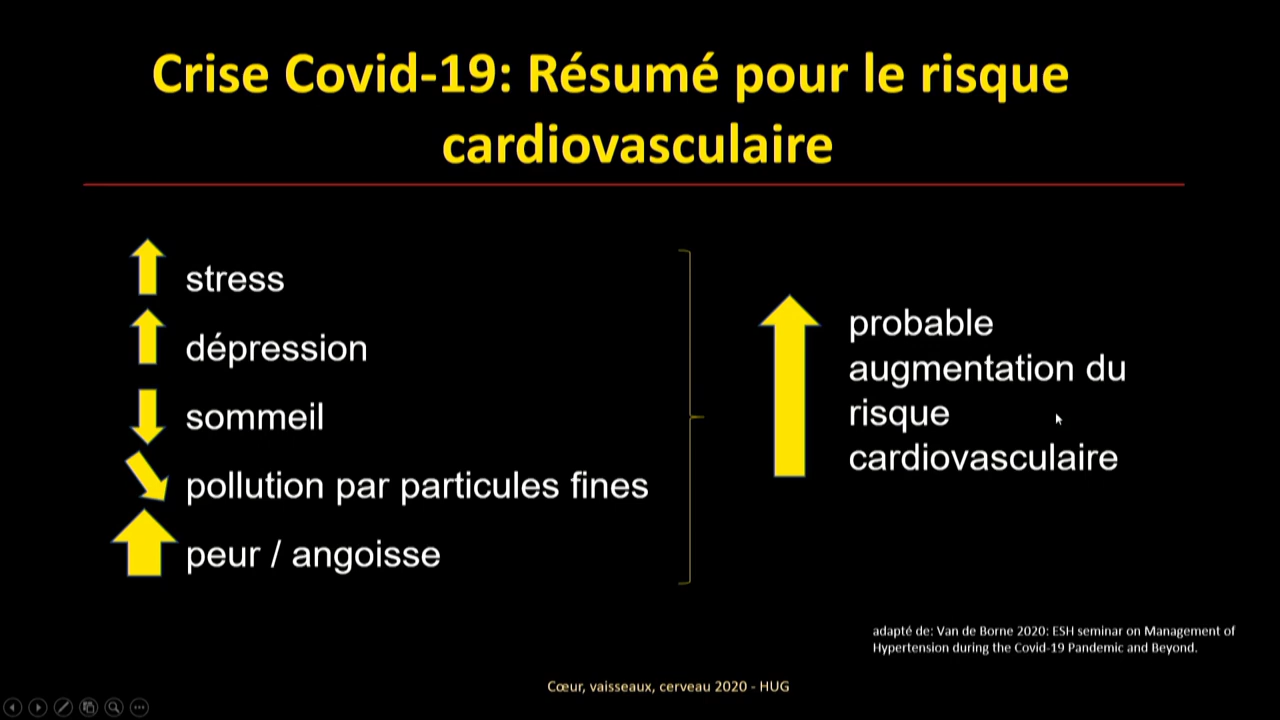 Crise Covid-19: Résumé pour le risque
cardiovasculaire
stress
dépression
sommeil
pollution par particules fines
peur / angoisse
probable
augmentation du
risque
cardiovasculaire
adapté de: Van de Borne 2020: ESH seminar on Management of
Hypertension during the Covid-19 Pandemic and Beyond.
Cœur, vaisseaux, cerveau 2020 - HUG